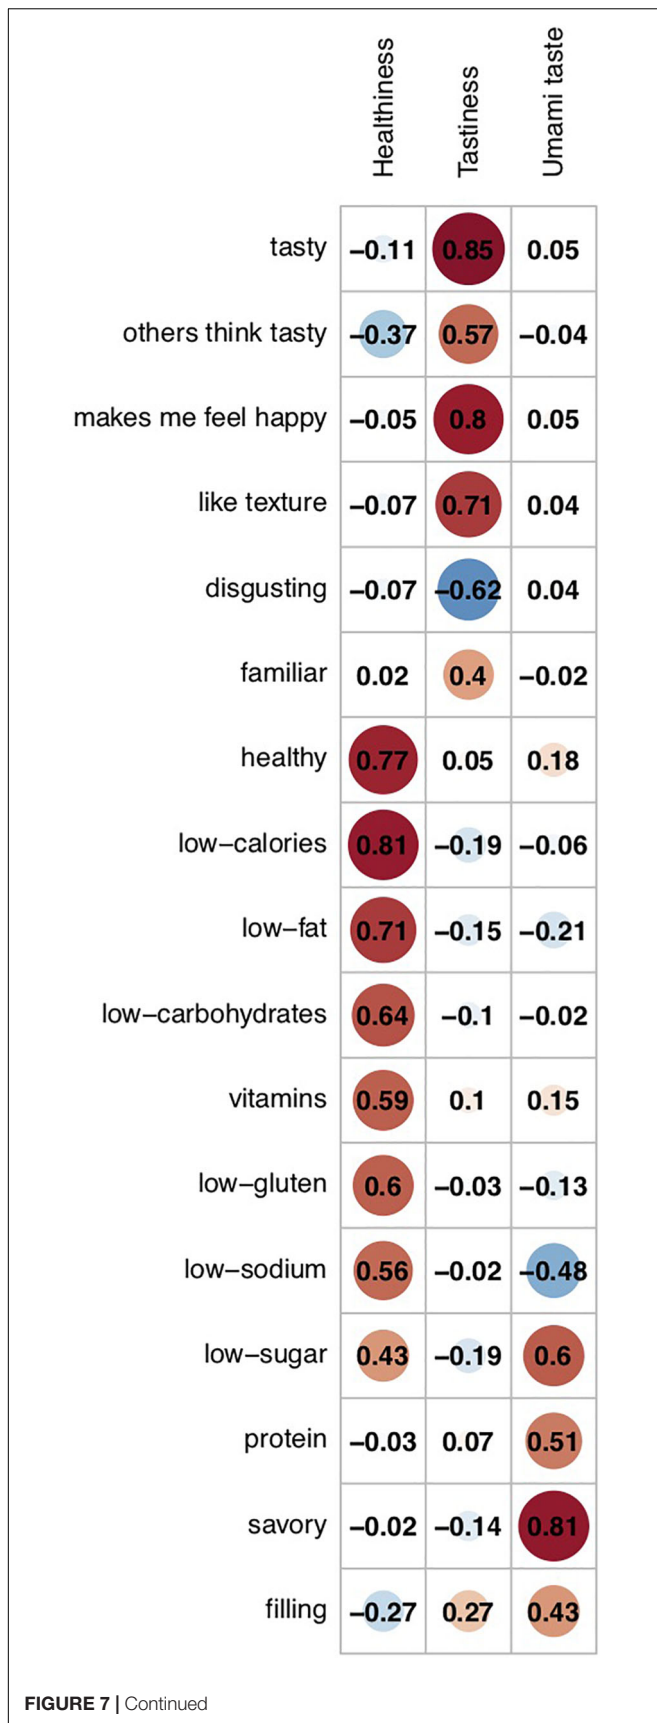 Healthiness Tastiness Umami taste
tasty −0.11 0.85 0.05
others think tasty −0.37 0.57 −0.04
makes me feel happy −0.05 0.8 0.05
like texture −0.07 0.71 0.04
disgusting −0.07 −0.62 0.04
familiar 0.02 0.4 −0.02
healthy 0.77 0.05 0.18
low−calories 0.81 −0.19 −0.06
low−fat 0.71 −0.15 −0.21
low−carbohydrates 0.64 −0.1 −0.02
vitamins 0.59 0.1 0.15
low−gluten 0.6 −0.03 −0.13
low−sodium 0.56 −0.02 −0.48
low−sugar 0.43 −0.19 0.6
protein −0.03 0.07 0.51
savory −0.02 −0.14 0.81
filling −0.27 0.27 0.43
FIGURE 7 | Continued